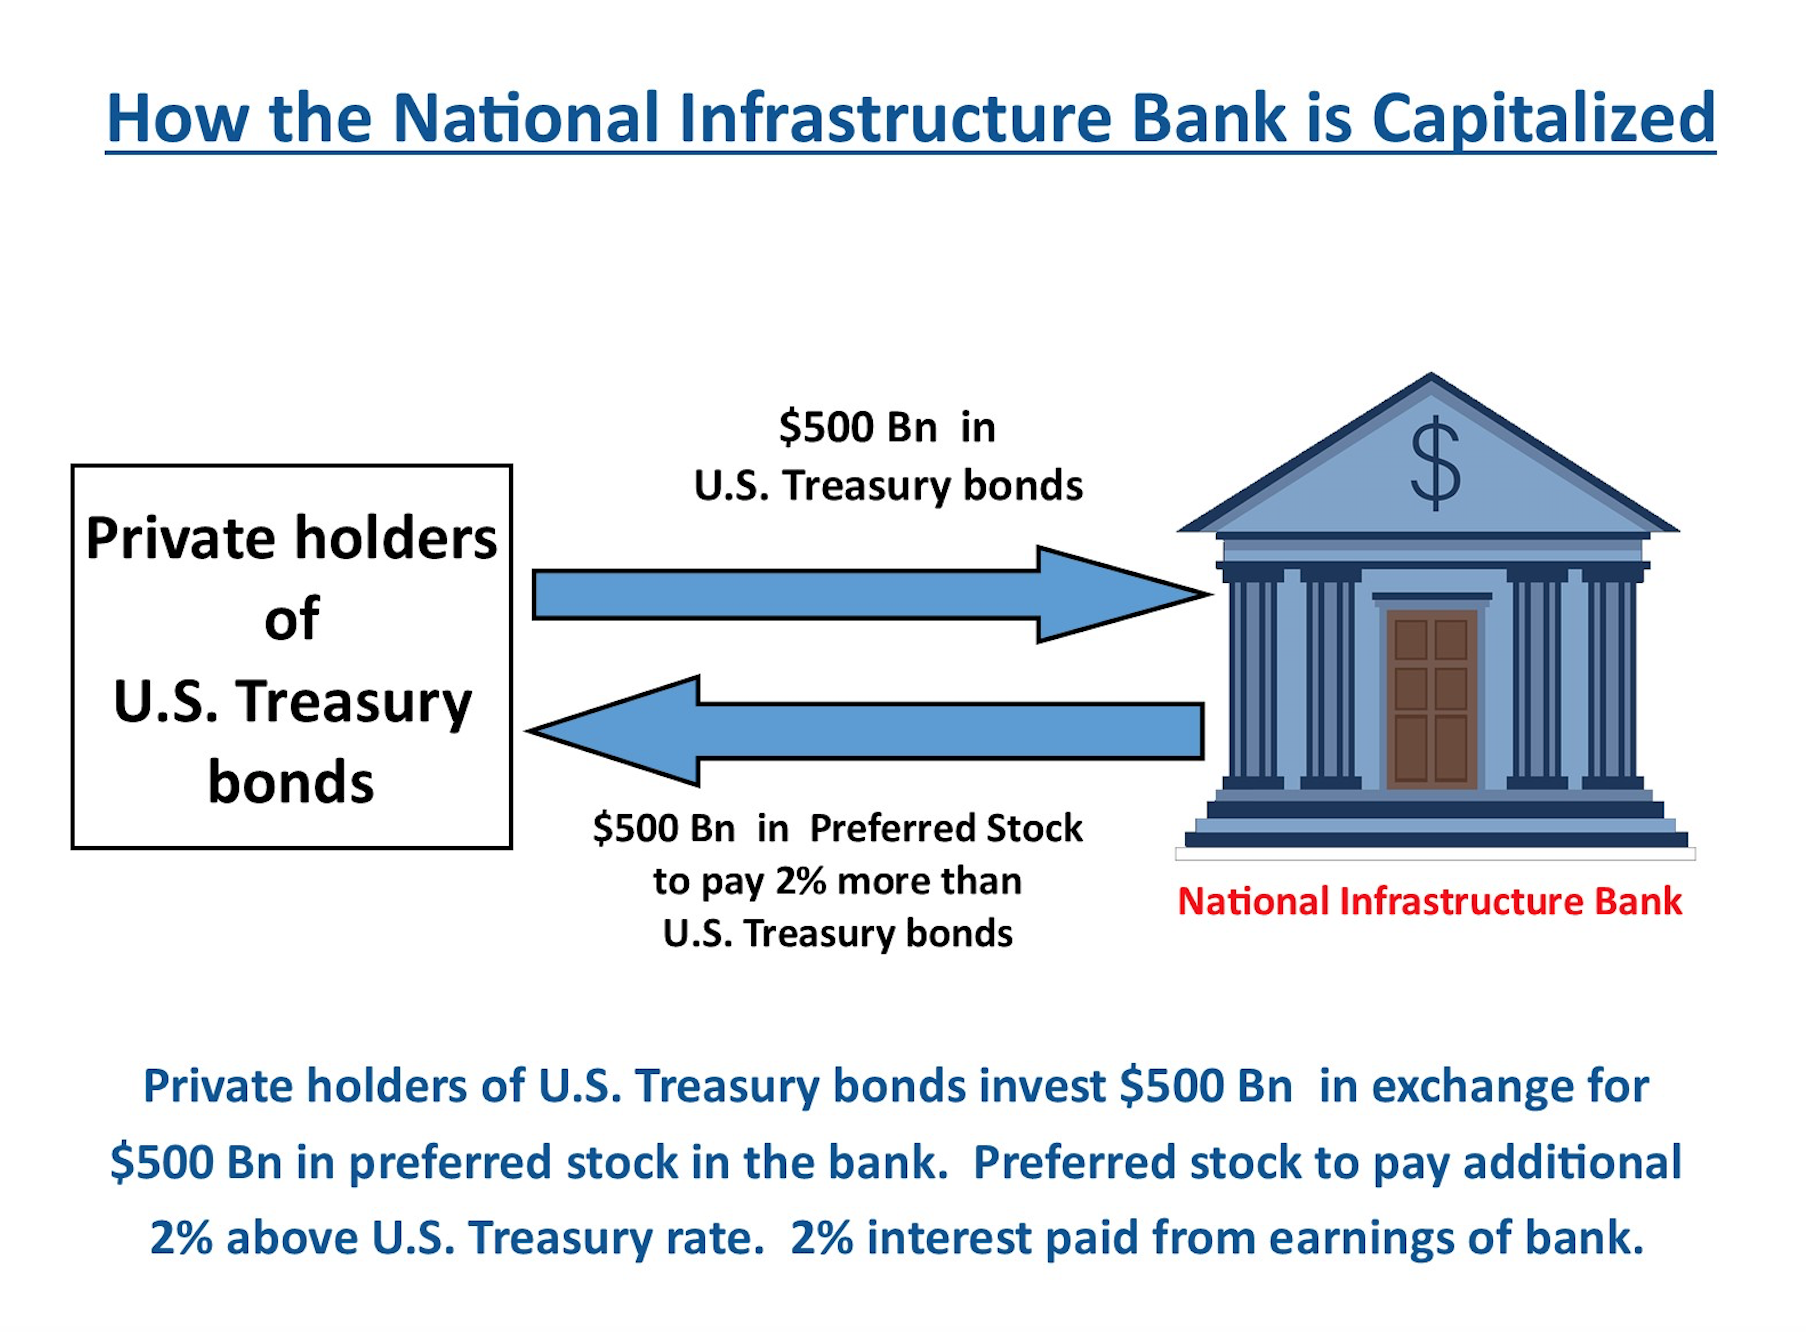 How the National Infrastructure Bank is Capitalized
$500 Bn in
U.S. Treasury bonds
$
Private holders
of
U.S. Treasury
bonds
$500 Bn in Preferred Stock
to pay 2% more than
U.S. Treasury bonds
National Infrastructure Bank
Private holders of U.S. Treasury bonds invest $500 Bn in exchange for
$500 Bn in preferred stock in the bank. Preferred stock to pay additional
2% above U.S. Treasury rate. 2% interest paid from earnings of bank.